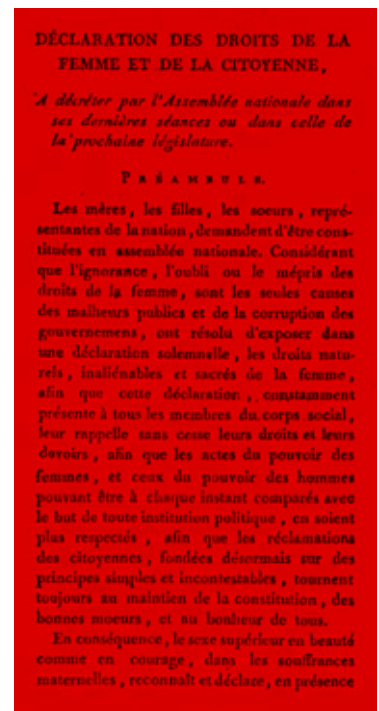 DÉCLARATION DES DROITS DE LA
FEMME ET DE LA CITOYENNE,
A décréter par l'Assemblée nationale dans
ses dernières séances ou dans celle de
la prochaine législature.
PRÉAMBULE.
Les mères, les filles, les soeurs, repré-
sentantes de la nation, demandent d'être cons-
tituées en assemblée nationale. Considérant
que l'ignorance, l'oubli ou le mépris des
droits de la femme, sont les seules causes
des malheurs publics et de la corruption des
gouvernemens, ont résolu d'exposer dans
une déclaration solemnelle, les droits natu-
rels, inaliénables et sacrés de la femme,
afin que cette déclaration, constamment
présente à tous les membres du corps social,
leur rappelle sans cesse leurs droits et leurs
devoirs, afin que les actes du pouvoir des
femmes, et ceux du pouvoir des hommes
pouvant être à chaque instant comparés avec
le but de toute institution politique, en soient
plus respectés, afin que les réclamations
des citoyennes, fondées désormais sur des
principes simples et incontestables, tournent
toujours au maintien de la constitution, des
bonnes moeurs, et au bonheur de tous.
En conséquence, le sexe supérieur en beauté
comme en courage, dans les souffrances
maternelles, reconnaît et déclare, en présence